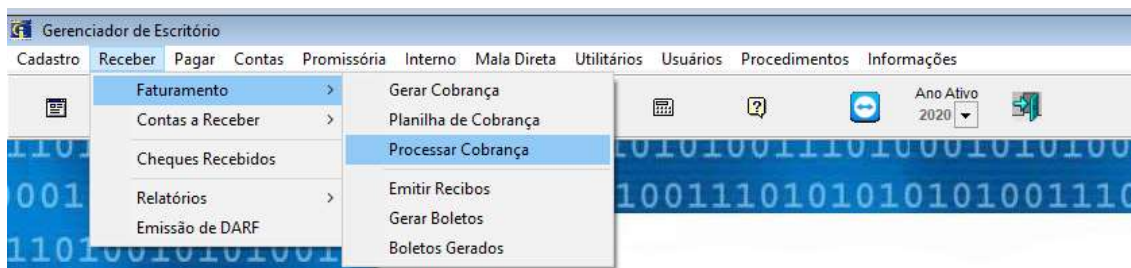 Gerenciador de Escritório
Cadastro Receber Pagar Contas Promissória Interno Mala Direta Utilitários Usuários Procedimentos Informações
Ano Ativo
2020
Faturamento
Contas a Receber
Cheques Recebidos
Relatórios
Emissão de DARF
Gerar Cobrança
Planilha de Cobrança
Processar Cobrança
Emitir Recibos
Gerar Boletos
Boletos Gerados